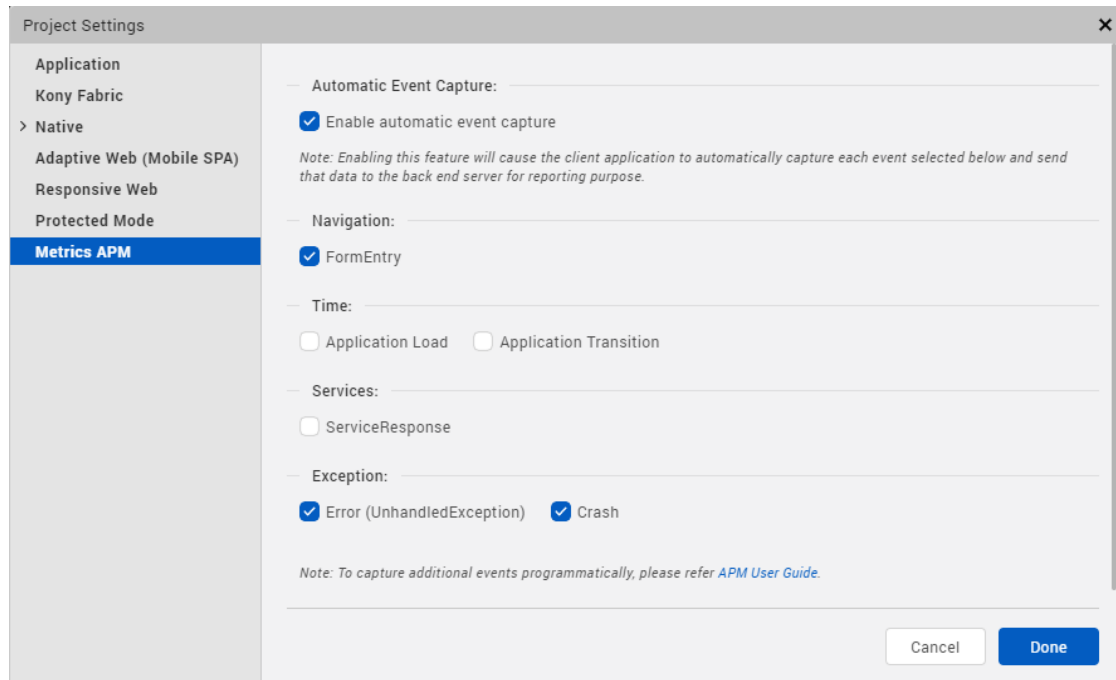 Project Settings
Application
Kony Fabric
Native
Adaptive Web (Mobile SPA)
Responsive Web
Protected Mode
Metrics APM
Automatic Event Capture:
Enable automatic event capture
Note: Enabling this feature will cause the client application to automatically capture each event selected below and send
that data to the back end server for reporting purpose.
Navigation:
FormEntry
Time:
Application Load Application Transition
Services:
ServiceResponse
Exception:
Error (UnhandledException) Crash
Note: To capture additional events programmatically, please refer APM User Guide.
Cancel Done